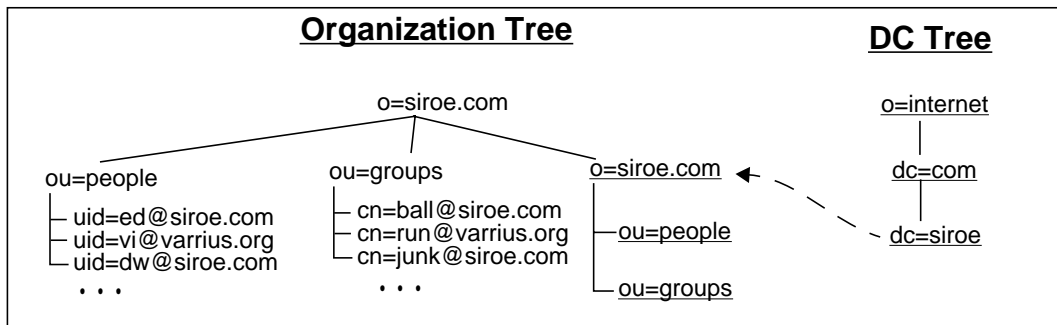 Organization Tree
DC Tree
o=siroe.com
o=internet
ou=people
ou=groups
o=siroe.com
dc=com
uid=ed@siroe.com
uid=vi@varrius.org
uid=dw@siroe.com
. . .
cn=ball@siroe.com
cn=run@varrius.org
cn=junk@siroe.com
. . .
ou=people
dc=siroe
ou=groups